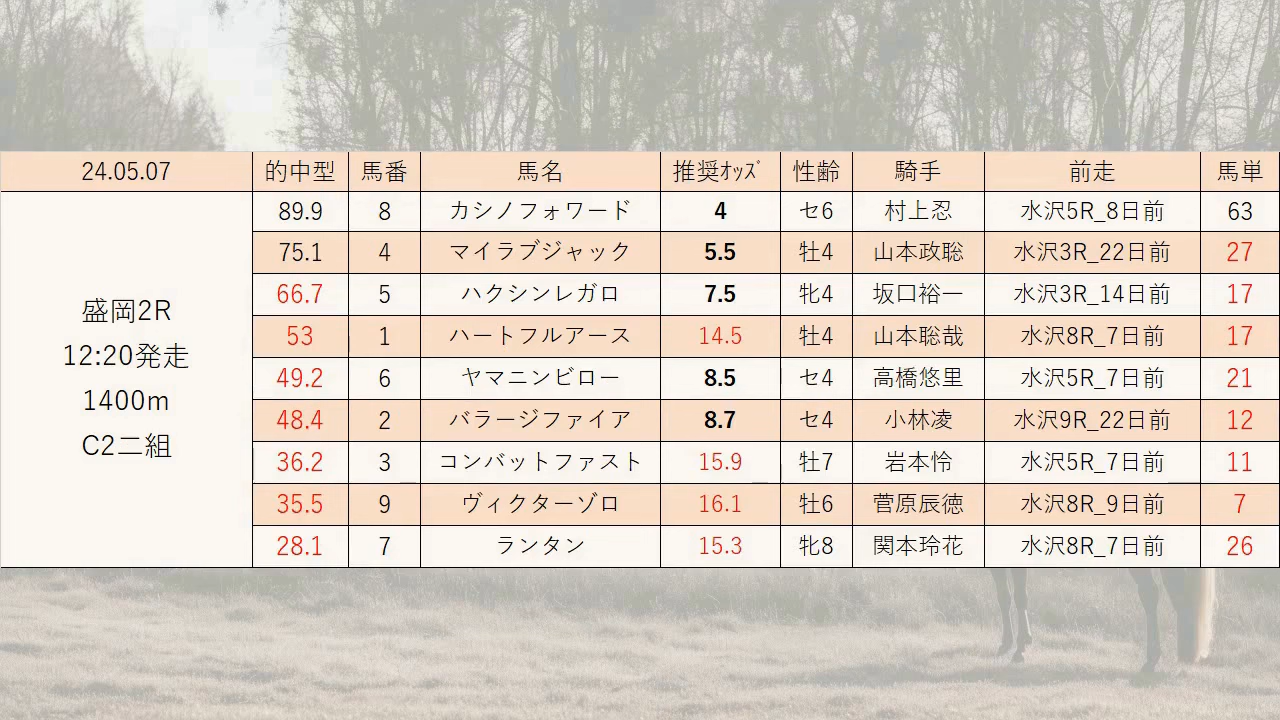 24.05.07 的中型 馬番 馬名 推奨ｵｯｽﾞ 性齢 騎手 前走 馬単
盛岡2R
12:20発走
1400m
C2二組
89.9 8 カシノフォワード 4 セ6 村上忍 水沢5R_8日前 63
75.1 4 マイラブジャック 5.5 牡4 山本政聡 水沢3R_22日前 27
66.7 5 ハクシンレガロ 7.5 牝4 坂口裕一 水沢3R_14日前 17
53 1 ハートフルアース 14.5 牡4 山本聡哉 水沢8R_7日前 17
49.2 6 ヤマニンビロー 8.5 セ4 高橋悠里 水沢5R_7日前 21
48.4 2 バラージファイア 8.7 セ4 小林凌 水沢9R_22日前 12
36.2 3 コンバットファスト 15.9 牡7 岩本怜 水沢5R_7日前 11
35.5 9 ヴィクターゾロ 16.1 牡6 菅原辰徳 水沢8R_9日前 7
28.1 7 ランタン 15.3 牝8 関本玲花 水沢8R_7日前 26